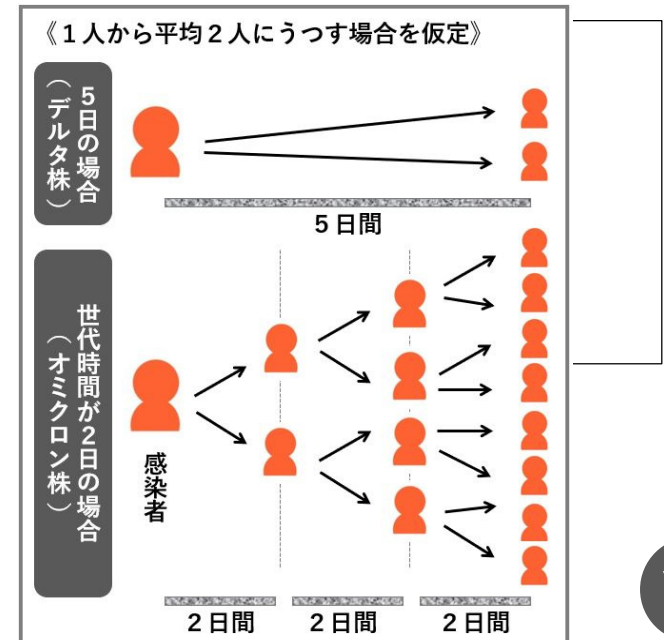 《１人から平均２人にうつす場合を仮定》
５日の場合
（デルタ株）
５日間
世代時間が２日の場合
（オミクロン株）
感染者
２日間
２日間
２日間